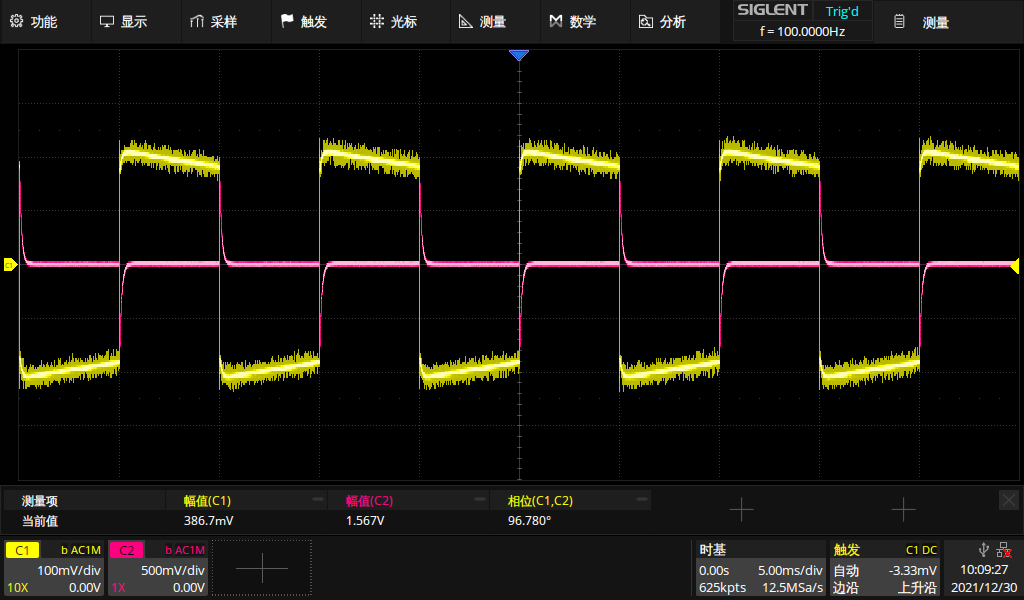 功能 显示 采样 触发 光标 测量 数学 分析 SIGLENT Trig'd 测量
f = 100.0000Hz
C1
测量项 幅值(C1) 幅值(C2) 相位(C1,C2)
当前值 386.7mV 1.567V 96.780°
C1 b AC1M C2 b AC1M 时基 触发 C1 DC
100mV/div 500mV/div 0.00s 5.00ms/div 自动 -3.33mV 10:09:27
10X 0.00V 1X 0.00V 625kpts 12.5MSa/s 边沿 上升沿 2021/12/30